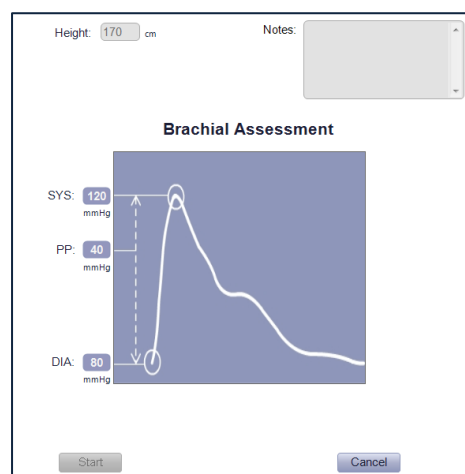 Height: 170 cm
Notes:
Brachial Assessment
SYS: 120
mmHg
PP: 40
mmHg
DIA: 80
mmHg
Start
Cancel